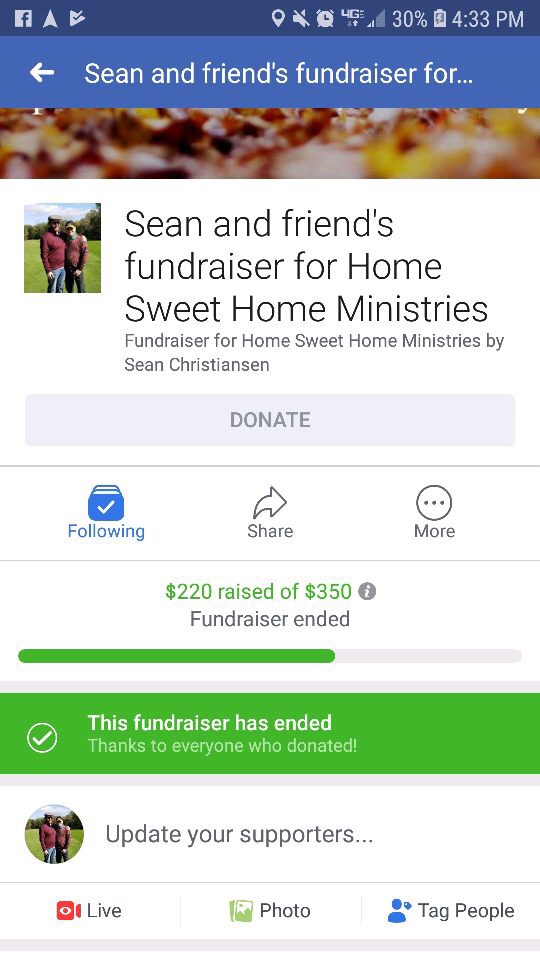 4G 30% 4:33 PM
Sean and friend's fundraiser for...
Sean and friend's
fundraiser for Home
Sweet Home Ministries
Fundraiser for Home Sweet Home Ministries by
Sean Christiansen
DONATE
Following
Share
More
$220 raised of $350
Fundraiser ended
This fundraiser has ended
Thanks to everyone who donated!
Update your supporters...
Live
Photo
Tag People